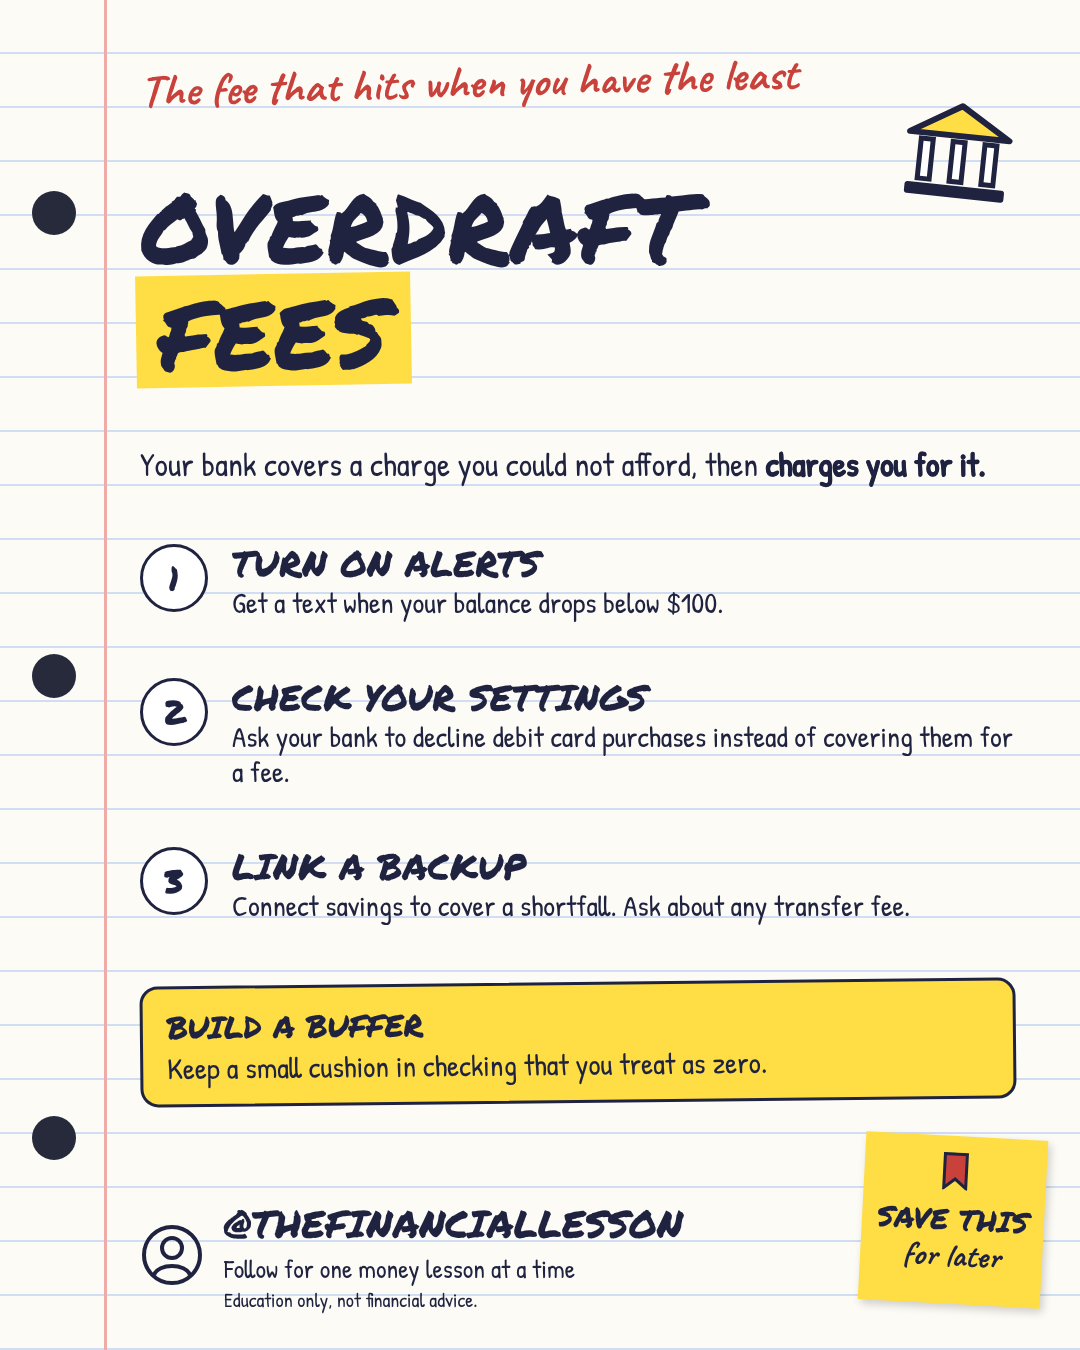 The fee that hits when you have the least
OVERDRAFT
FEES
Your bank covers a charge you could not afford, then charges you for it.
1
TURN ON ALERTS
Get a text when your balance drops below $100.
2
CHECK YOUR SETTINGS
Ask your bank to decline debit card purchases instead of covering them for
a fee.
3
LINK A BACKUP
Connect savings to cover a shortfall. Ask about any transfer fee.
BUILD A BUFFER
Keep a small cushion in checking that you treat as zero.
@THEFINANCIALLESSON
Follow for one money lesson at a time
Education only, not financial advice.
SAVE THIS
for later